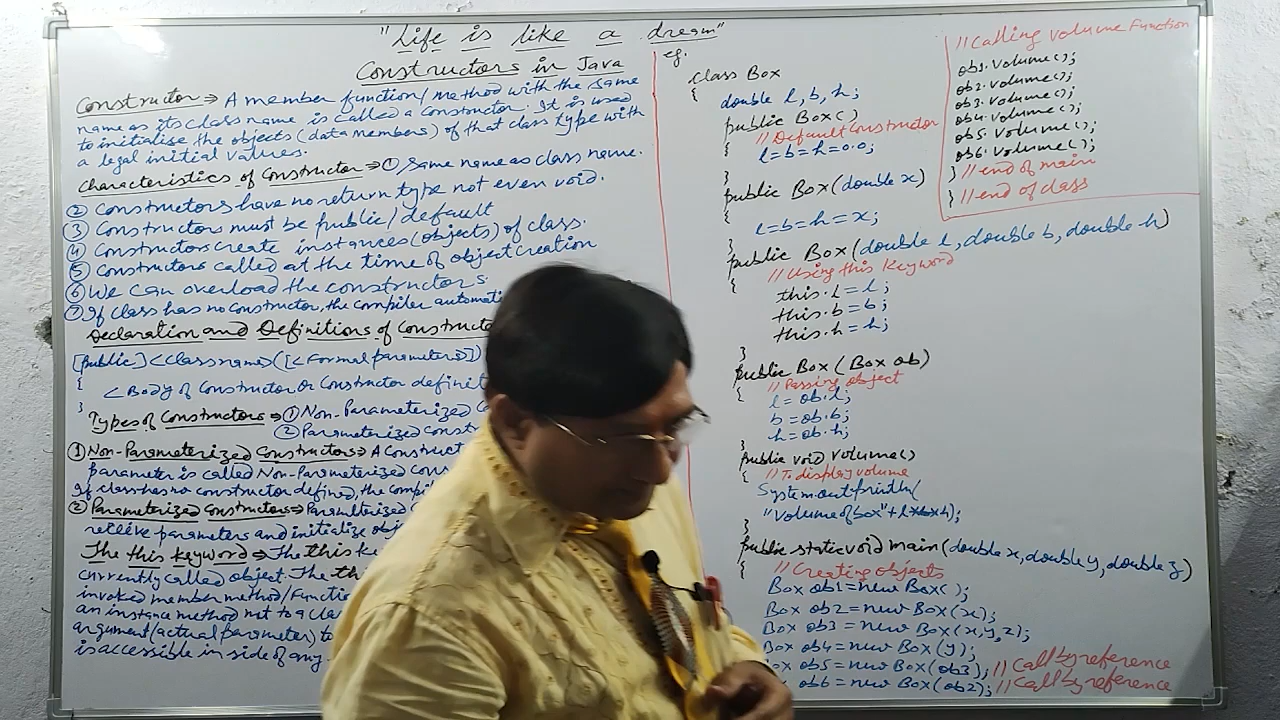 "Life is like a dream"
Constructors in Java
Constructor ⇒ A member function/method with the same
name as its class name is called a constructor. It is used
to initialise the objects (data members) of that class type with
a legal initial values.
Characteristics of Constructor ⇒ ① Same name as class name.
② Constructors have no return type not even void.
③ Constructors must be public/default
④ Constructors create instances (objects) of class.
⑤ Constructors called at the time of object creation
⑥ We can overload the constructors.
⑦ If class has no constructor, the compiler automati
Declaration and Definitions of Constructo
[public] <Class name> ([<Formal parameters>])
{
<Body of Constructor or Constructor definit
}
Types of Constructors ⇒ ① Non-Parameterized C
② Parameterized Const
① Non-Parameterized Constructors ⇒ A Construct
parameter is called Non-Parameterized Cons
If class has no constructor defined, the compil
② Parameterized Constructors ⇒ Parameterized
receive parameters and initialize obj
The this keyword ⇒ The this ke
currently called object. The th
invoked member method/Functio
an instance method not to a cla
argument (actual parameter) to
is accessible in side of any
eg.
class Box
{
double l, b, h;
public Box()
// Default constructor
{
l=b=h=0.0;
}
public Box(double x)
{
l=b=h=x;
}
public Box(double l, double b, double h)
// Using this keyword
{
this.l=l;
this.b=b;
this.h=h;
}
public Box(Box ob)
// Passing object
{
l=ob.l;
b=ob.b;
h=ob.h;
}
public void volume()
// To display volume
{
System.out.println(
"Volume of box"+l*b*h);
}
public static void main(double x, double y, double z)
// Creating objects
{
Box ob1=new Box();
Box ob2=new Box(x);
Box ob3=new Box(x,y,z);
Box ob4=new Box(y);
ox ob5=new Box(ob3); // Call by reference
ob6=new Box(ob2); // Call by reference
// Calling volume Function
ob1.volume();
ob2.volume();
ob3.volume();
ob4.volume();
ob5.volume();
ob6.volume();
} // end of main
} // end of class